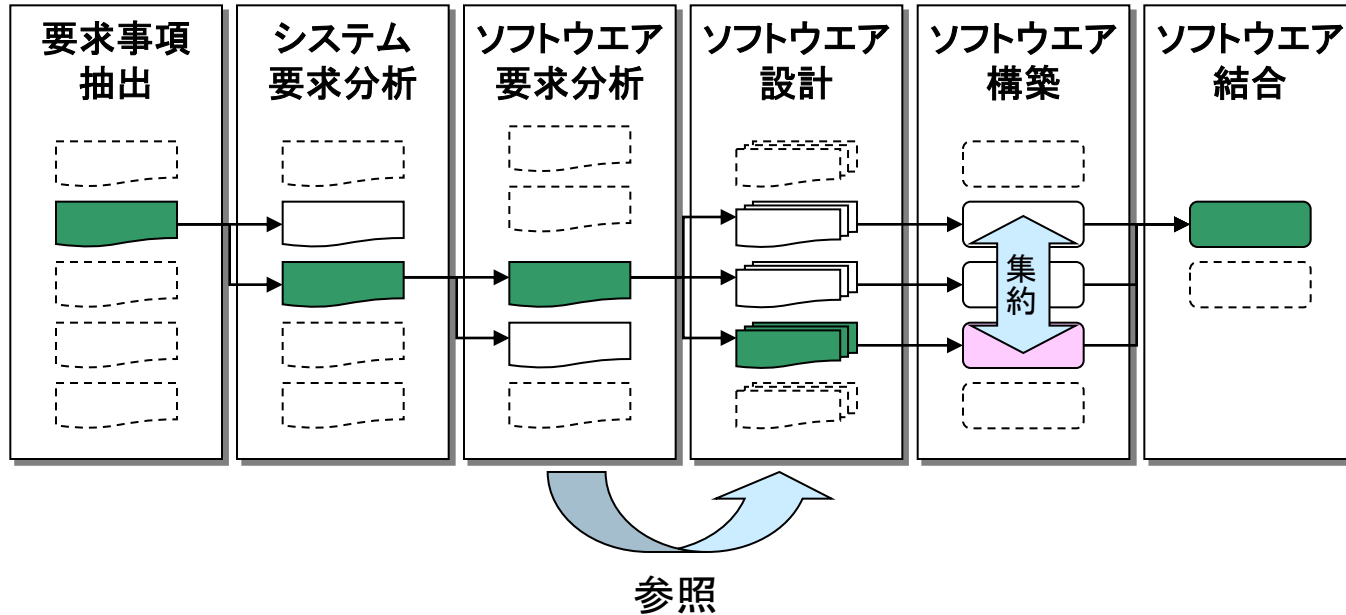 要求事項
抽出
システム
要求分析
ソフトウエア
要求分析
ソフトウエア
設計
ソフトウエア
構築
ソフトウエア
結合
集
約
参照